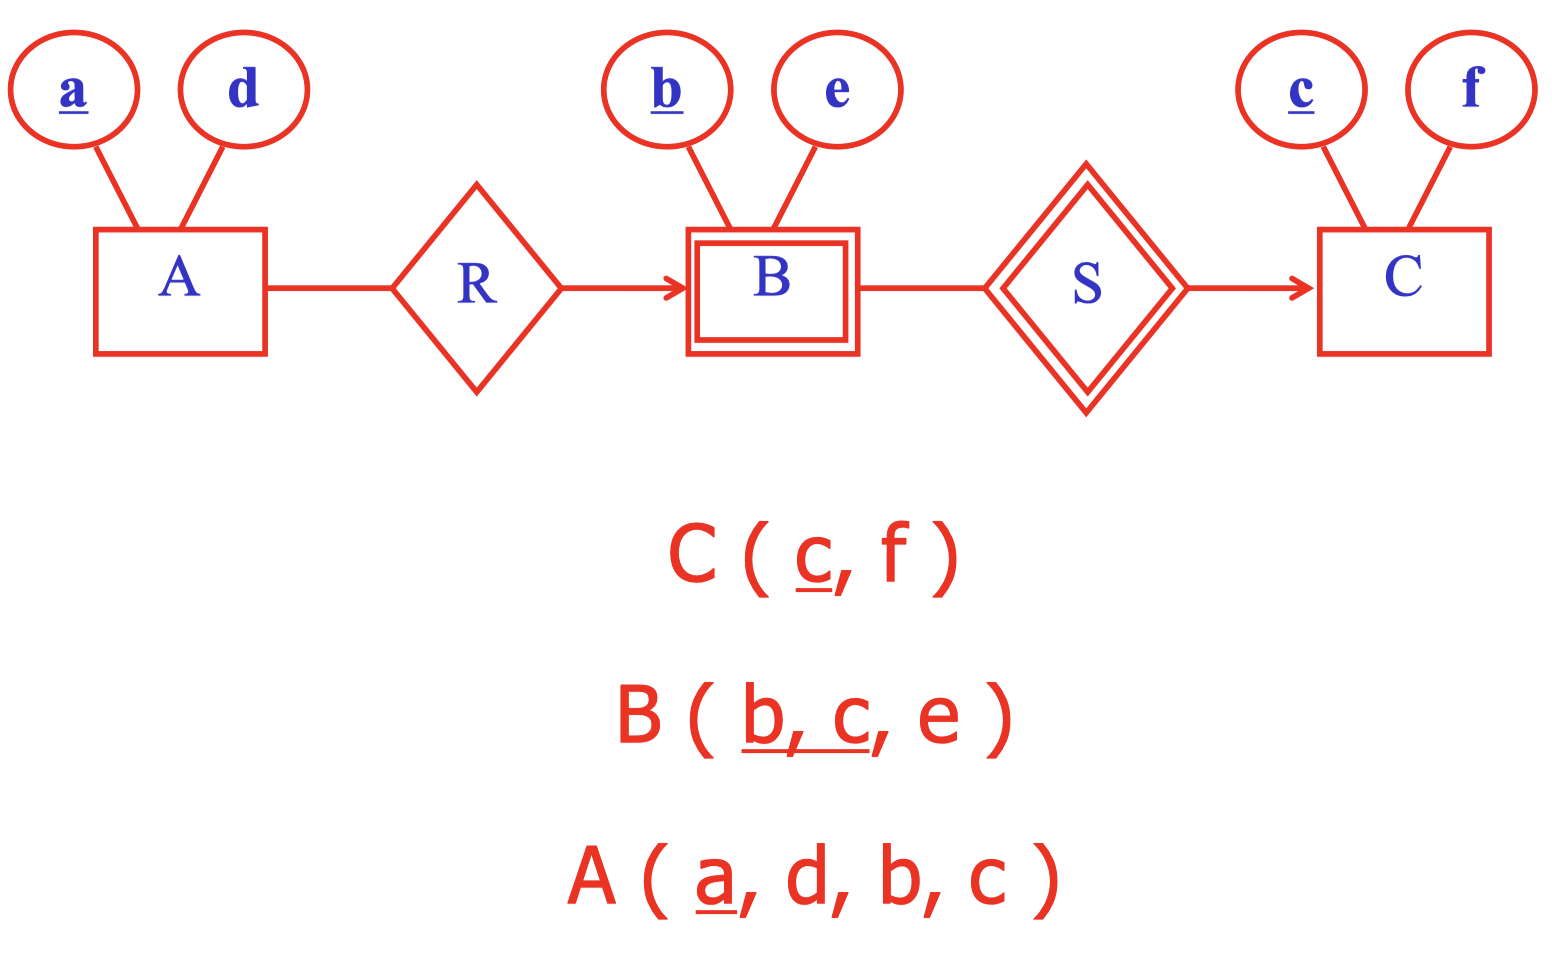 a d b e c f
A R B S C
C ( c, f )
B ( b, c, e )
A ( a, d, b, c )